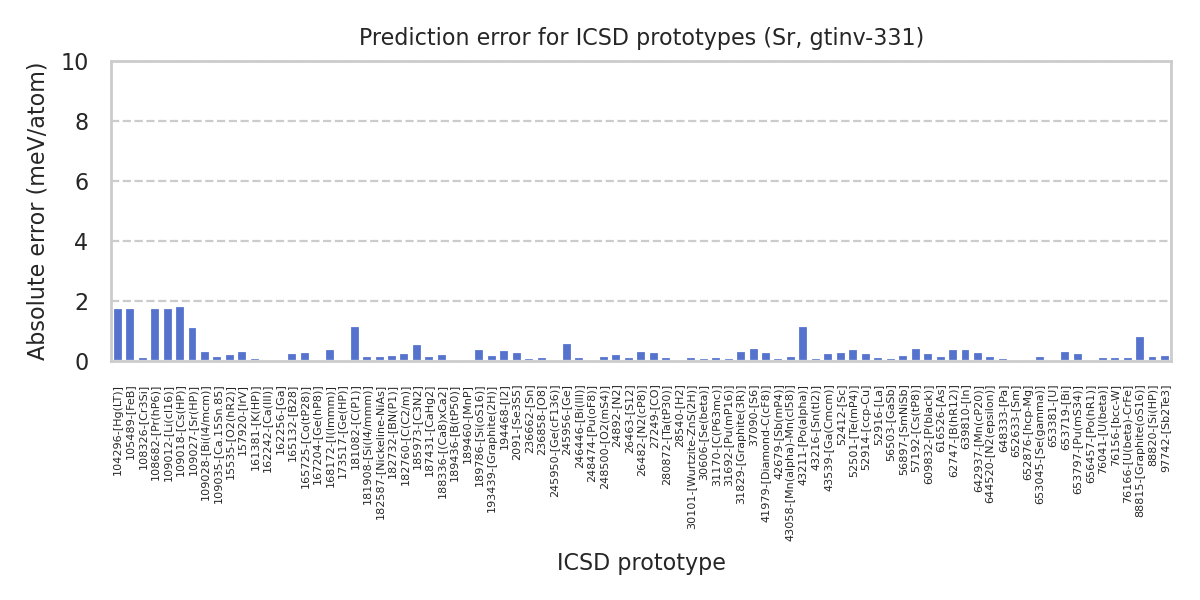 Prediction error for ICSD prototypes (Sr, gtinv-331)
Absolute error (meV/atom)
10
8
6
4
2
0
104296-[Hg(LT)]
105489-[FeB]
108326-[Cr3Si]
108682-[Pr(hP6)]
109012-[Li(cI16)]
109018-[Cs(HP)]
109027-[Sr(HP)]
109028-[Bi(I4/mcm)]
109035-[Ca.15Sn.85]
15535-[O2(hR2)]
157920-[IrV]
161381-[K(HP)]
162242-[Ca(III)]
162256-[Ga]
165132-[B28]
165725-[Co(tP28)]
167204-[Ge(hP8)]
168172-[I(Immm)]
173517-[Ge(HP)]
181082-[C(P1)]
181908-[Si(I4/mmm)]
182587-[Nickeline-NiAs]
182732-[BN(P1)]
182760-[C(C2/m)]
185973-[C3N2]
187431-[CaHg2]
188336-[(Ca8)xCa2]
189436-[B(tP50)]
189460-[MnP]
189786-[Si(oS16)]
193439-[Graphite(2H)]
194468-[I2]
2091-[Se3S5]
236662-[Sn]
236858-[O8]
245950-[Ge(cF136)]
245956-[Ge]
246446-[Bi(III)]
248474-[Pu(oF8)]
248500-[O2(mS4)]
24892-[N2]
26463-[S12]
26482-[N2(cP8)]
27249-[CO]
280872-[Ta(tP30)]
28540-[H2]
30101-[Wurtzite-ZnS(2H)]
30606-[Se(beta)]
31170-[C(P63mc)]
31692-[Pu(mP16)]
31829-[Graphite(3R)]
37090-[S6]
41979-[Diamond-C(cF8)]
42679-[Sb(mP4)]
43058-[Mn(alpha)-Mn(cI58)]
43211-[Po(alpha)]
43216-[Sn(tI2)]
43539-[Ga(Cmcm)]
52412-[Sc]
52501-[Te(mP4)]
52914-[ccp-Cu]
52916-[La]
56503-[GaSb]
56897-[SmNiSb]
57192-[Cs(tP8)]
609832-[P(black)]
616526-[As]
62747-[B(hR12)]
639810-[In]
642937-[Mn(cP20)]
644520-[N2(epsilon)]
648333-[Pa]
652633-[Sm]
652876-[hcp-Mg]
653045-[Se(gamma)]
653381-[U]
653719-[Bi]
653797-[Pu(mS34)]
656457-[Po(hR1)]
76041-[U(beta)]
76156-[bcc-W]
76166-[U(beta)-CrFe]
88815-[Graphite(oS16)]
88820-[Si(HP)]
97742-[Sb2Te3]
ICSD prototype